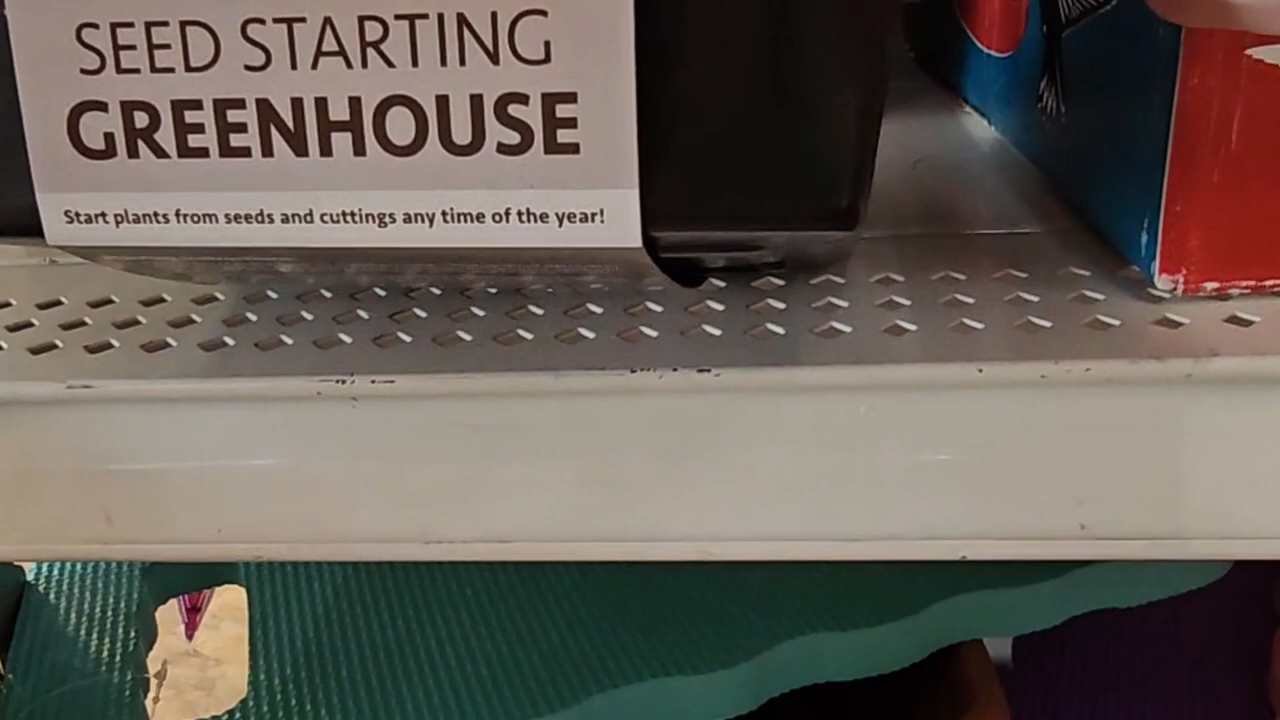 SEED STARTING
GREENHOUSE
Start plants from seeds and cuttings any time of the year!